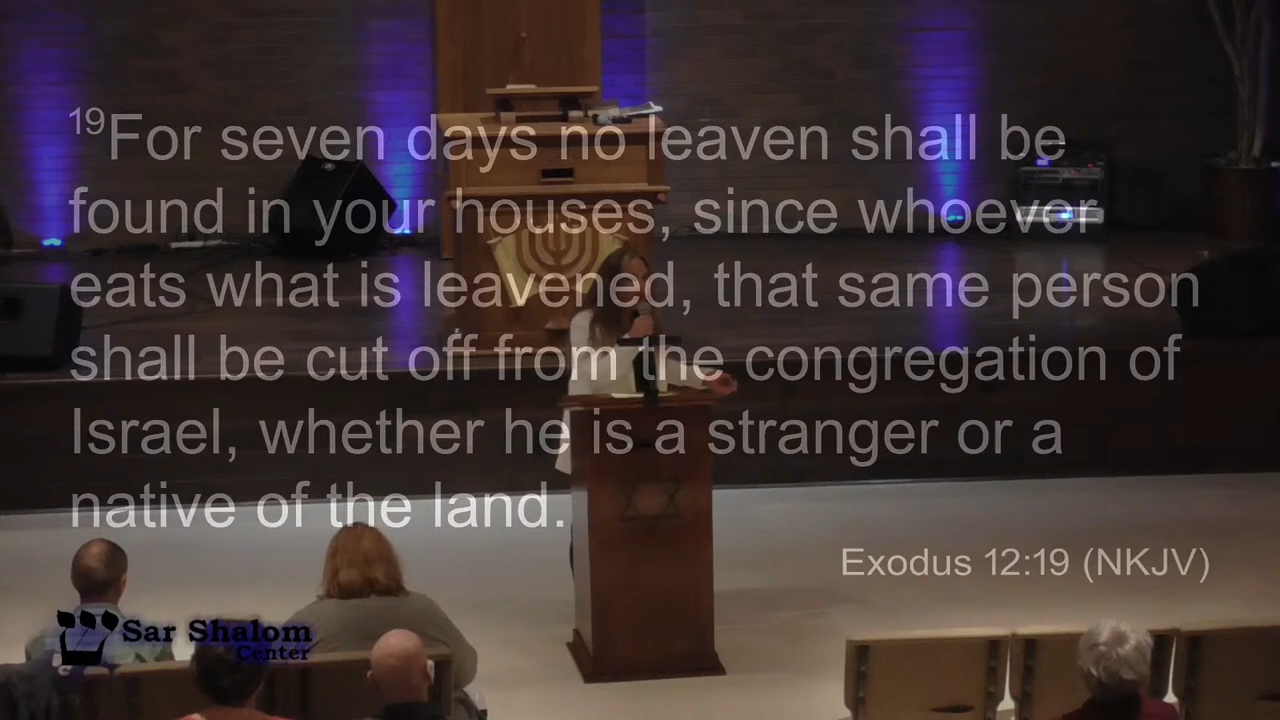 19For seven days no leaven shall be
found in your houses, since whoever
eats what is leavened, that same person
shall be cut off from the congregation of
Israel, whether he is a stranger or a
native of the land.
Exodus 12:19 (NKJV)
Sar Shalom
Center